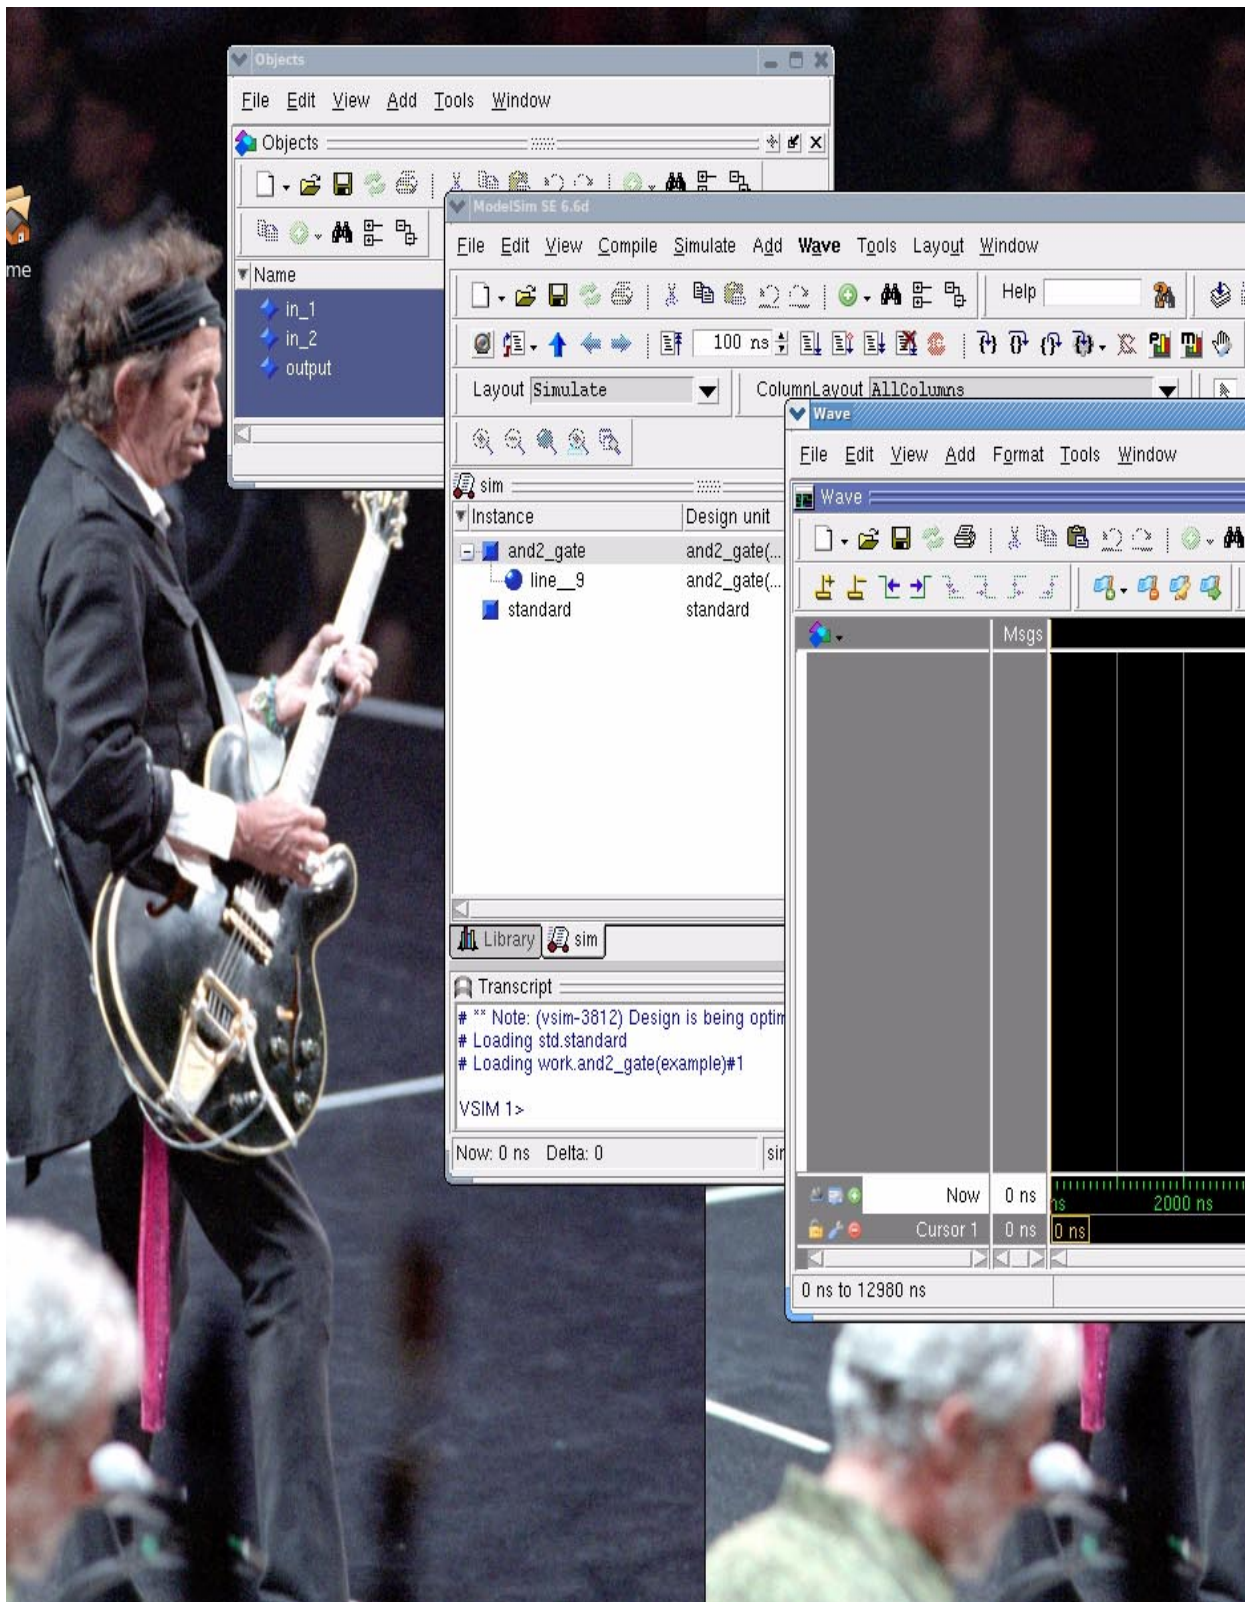 Objects
File Edit View Add Tools Window
Objects
Name
in_1
in_2
output
me
ModelSim SE 6.6d
File Edit View Compile Simulate Add Wave Tools Layout Window
Help
100 ns
Layout Simulate
ColumnLayout AllColumns
sim
Instance Design unit
and2_gate and2_gate(...
line__9 and2_gate(...
standard standard
Library sim
Transcript
# ** Note: (vsim-3812) Design is being optim
# Loading std.standard
# Loading work.and2_gate(example)#1
VSIM 1>
Now: 0 ns Delta: 0 sim
Wave
File Edit View Add Format Tools Window
Wave
Msgs
Now 0 ns
ns 2000 ns
Cursor 1 0 ns 0 ns
0 ns to 12980 ns